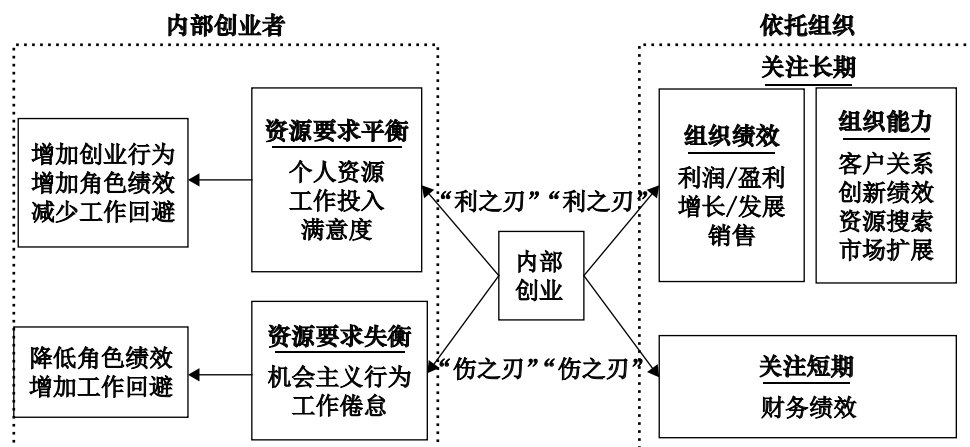 内部创业者
依托组织
关注长期
资源要求平衡
个人资源
工作投入
满意度
增加创业行为
增加角色绩效
减少工作回避
组织绩效
利润/盈利
增长/发展
销售
组织能力
客户关系
创新绩效
资源搜索
市场扩展
“利之刃”“利之刃”
内部
创业
“伤之刃”“伤之刃”
资源要求失衡
机会主义行为
工作倦怠
降低角色绩效
增加工作回避
关注短期
财务绩效